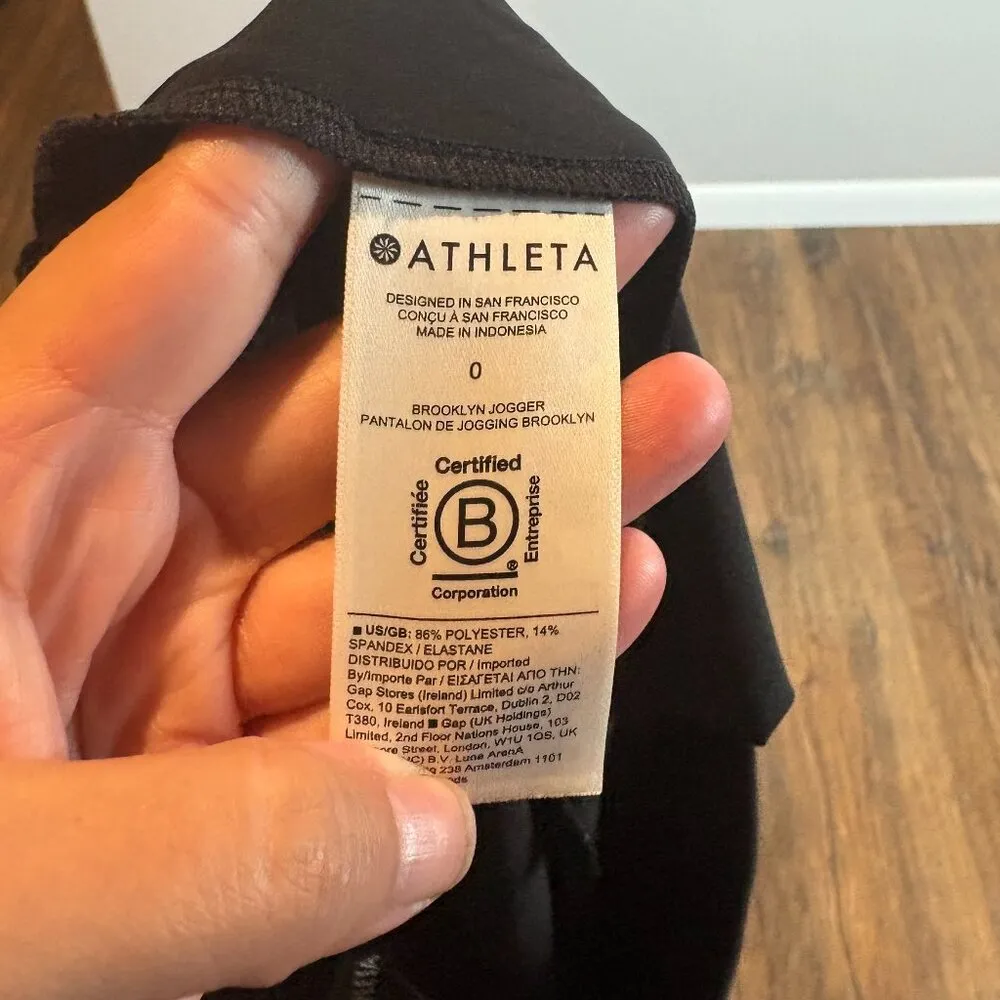 ATHLETA
DESIGNED IN SAN FRANCISCO
CONÇU À SAN FRANCISCO
MADE IN INDONESIA
0
BROOKLYN JOGGER
PANTALON DE JOGGING BROOKLYN
Certified
Certifiée
B
Entreprise
®
Corporation
■ US/GB: 86% POLYESTER, 14%
SPANDEX / ELASTANE
DISTRIBUIDO POR / Imported
By/Importe Par / ΕΙΣΑΓΕΤΑΙ ΑΠΟ ΤΗΝ:
Gap Stores (Ireland) Limited c/o Arthur
Cox, 10 Earlsfort Terrace, Dublin 2, D02
T380, Ireland ■ Gap (UK Holdings)
Limited, 2nd Floor Nations House, 103
Street, London, W1U 1QS, UK
B.V. Luna ArenA
238 Amsterdam 1101